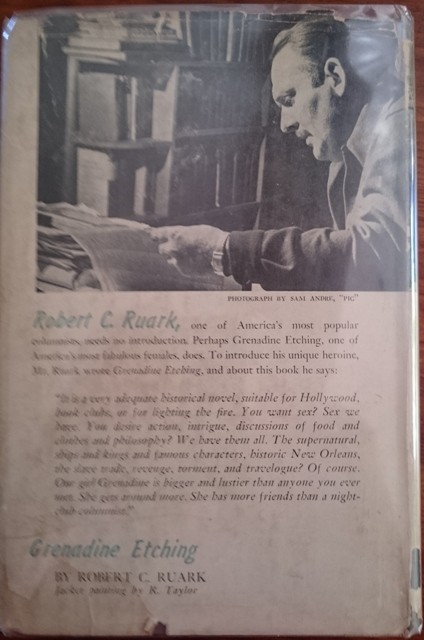 PHOTOGRAPH BY SAM ANDRE, "PIC"
Robert C. Ruark, one of America's most popular
columnists, needs no introduction. Perhaps Grenadine Etching, one of
America's most fabulous females, does. To introduce his unique heroine,
Mr. Ruark wrote Grenadine Etching, and about this book he says:
"It is a very adequate historical novel, suitable for Hollywood,
book clubs, or for lighting the fire. You want sex? Sex we
have. You desire action, intrigue, discussions of food and
clothes and philosophy? We have them all. The supernatural,
ships and kings and famous characters, historic New Orleans,
the slave trade, revenge, torment, and travelogue? Of course.
Our girl Grenadine is bigger and lustier than anyone you ever
met. She gets around more. She has more friends than a night-
club columnist."
Grenadine Etching
BY ROBERT C. RUARK
Jacket painting by R. Taylor